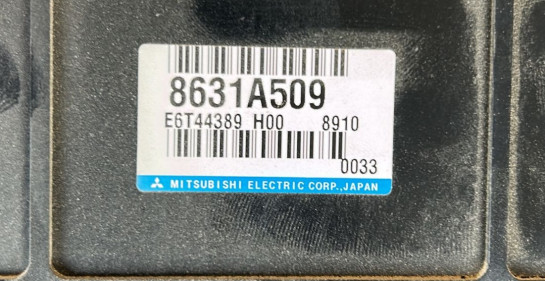 8631A509
E6T44389 H00 8910
0033
MITSUBISHI ELECTRIC CORP.,JAPAN